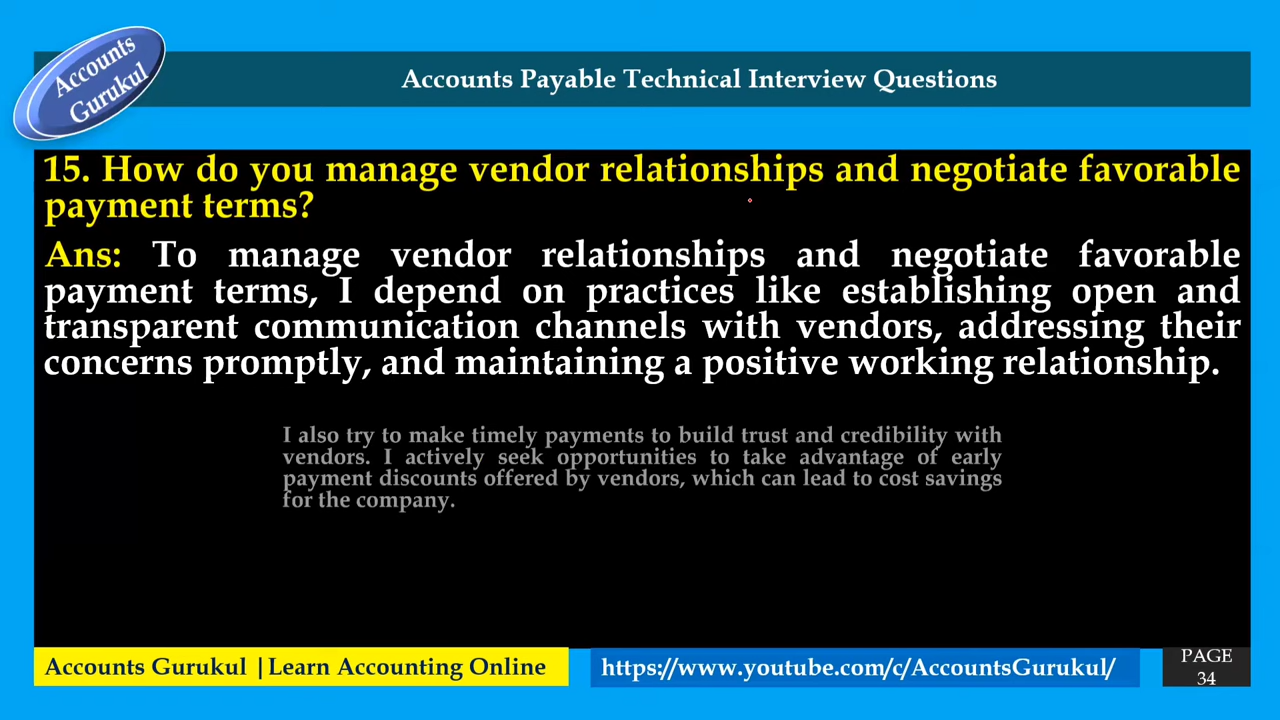 Accounts
Gurukul
Accounts Payable Technical Interview Questions
15. How do you manage vendor relationships and negotiate favorable
payment terms?
Ans: To manage vendor relationships and negotiate favorable
payment terms, I depend on practices like establishing open and
transparent communication channels with vendors, addressing their
concerns promptly, and maintaining a positive working relationship.
I also try to make timely payments to build trust and credibility with
vendors. I actively seek opportunities to take advantage of early
payment discounts offered by vendors, which can lead to cost savings
for the company.
Accounts Gurukul |Learn Accounting Online
https://www.youtube.com/c/AccountsGurukul/
PAGE
34